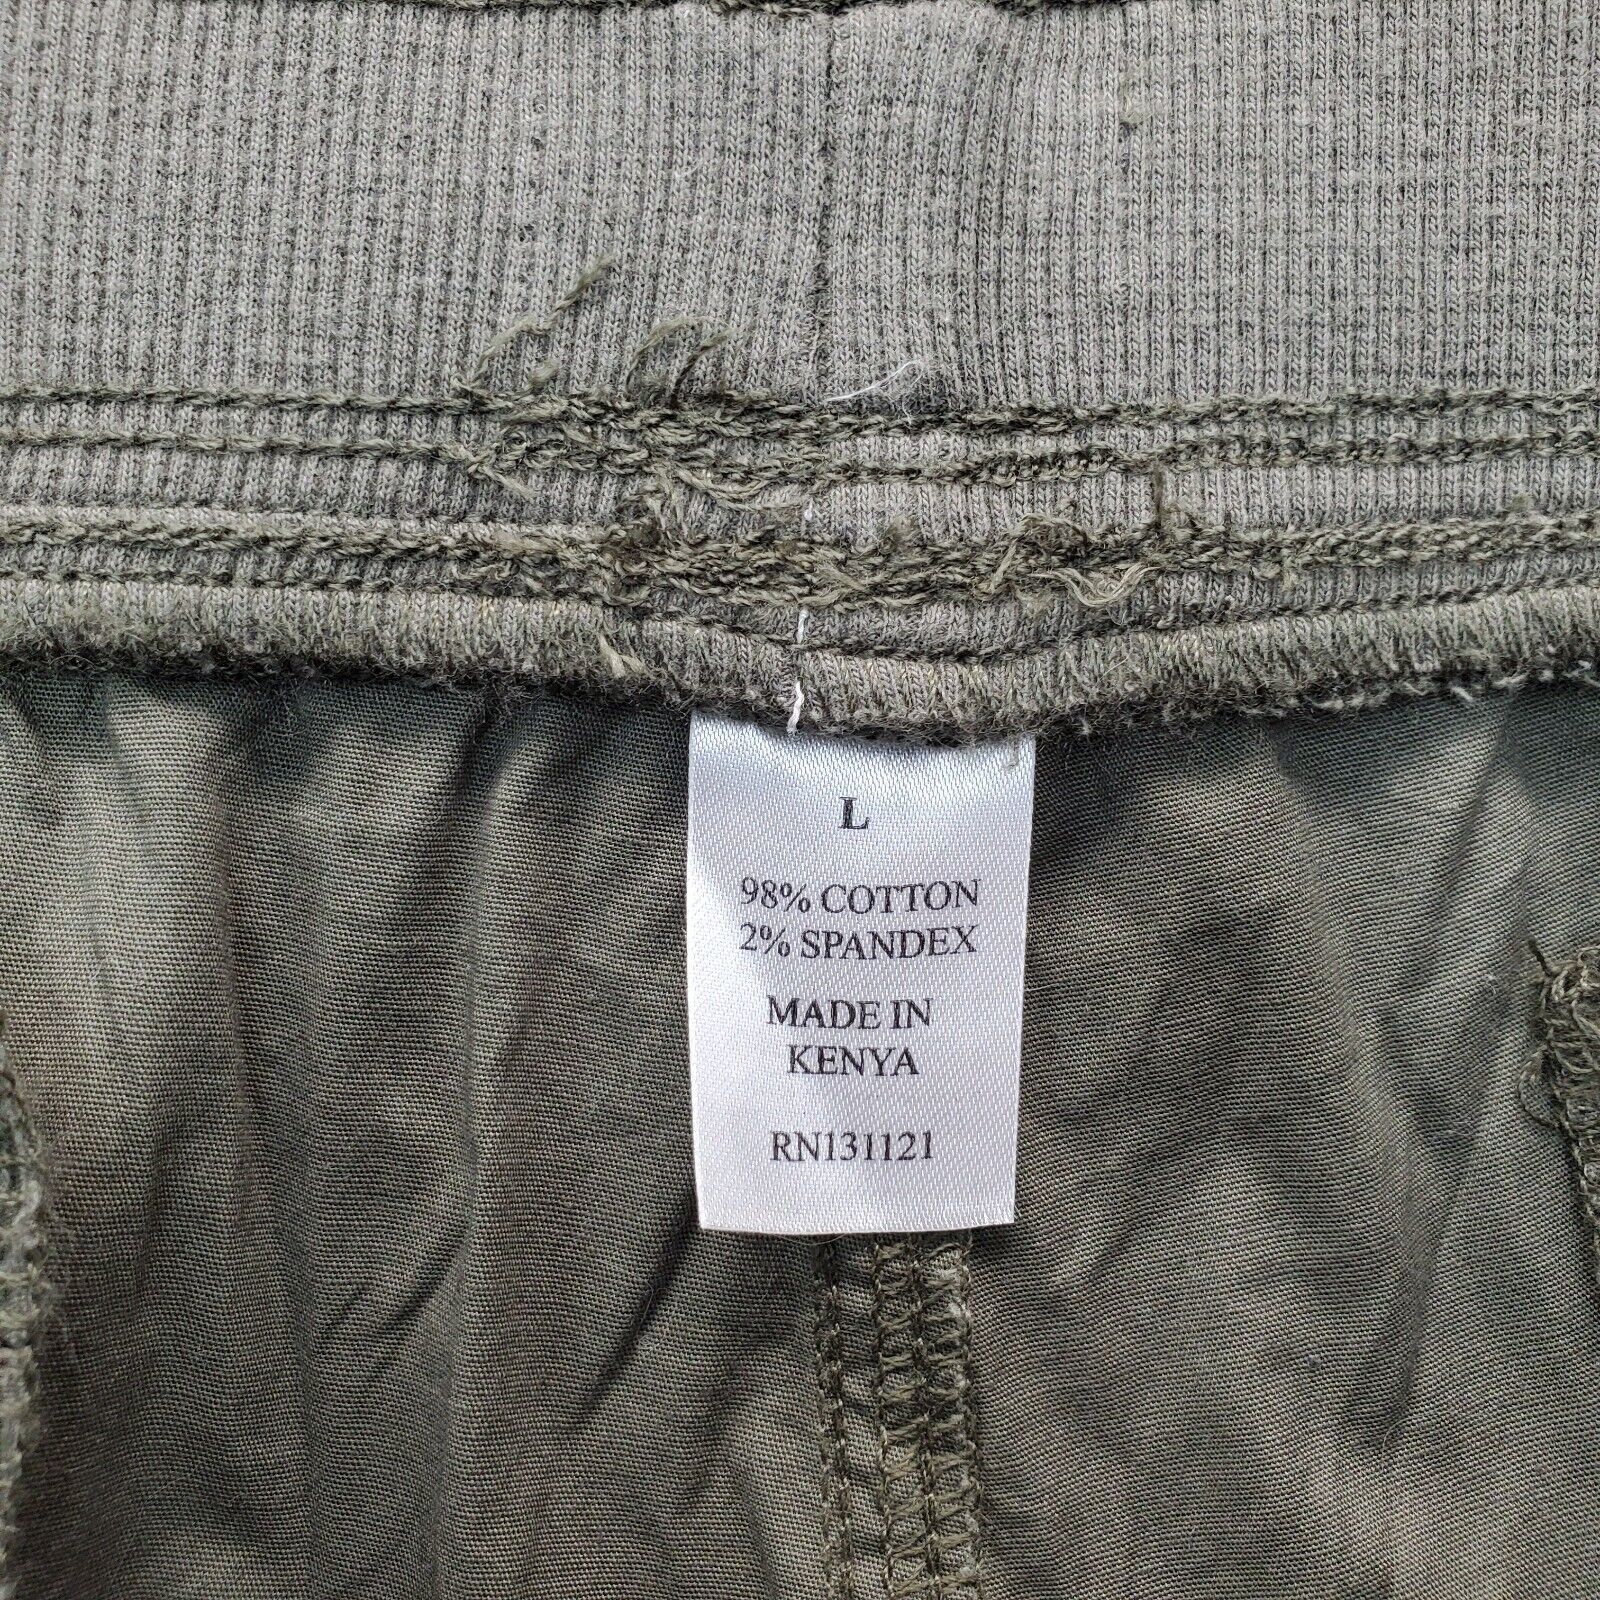 L
98% COTTON
2% SPANDEX
MADE IN
KENYA
RN131121